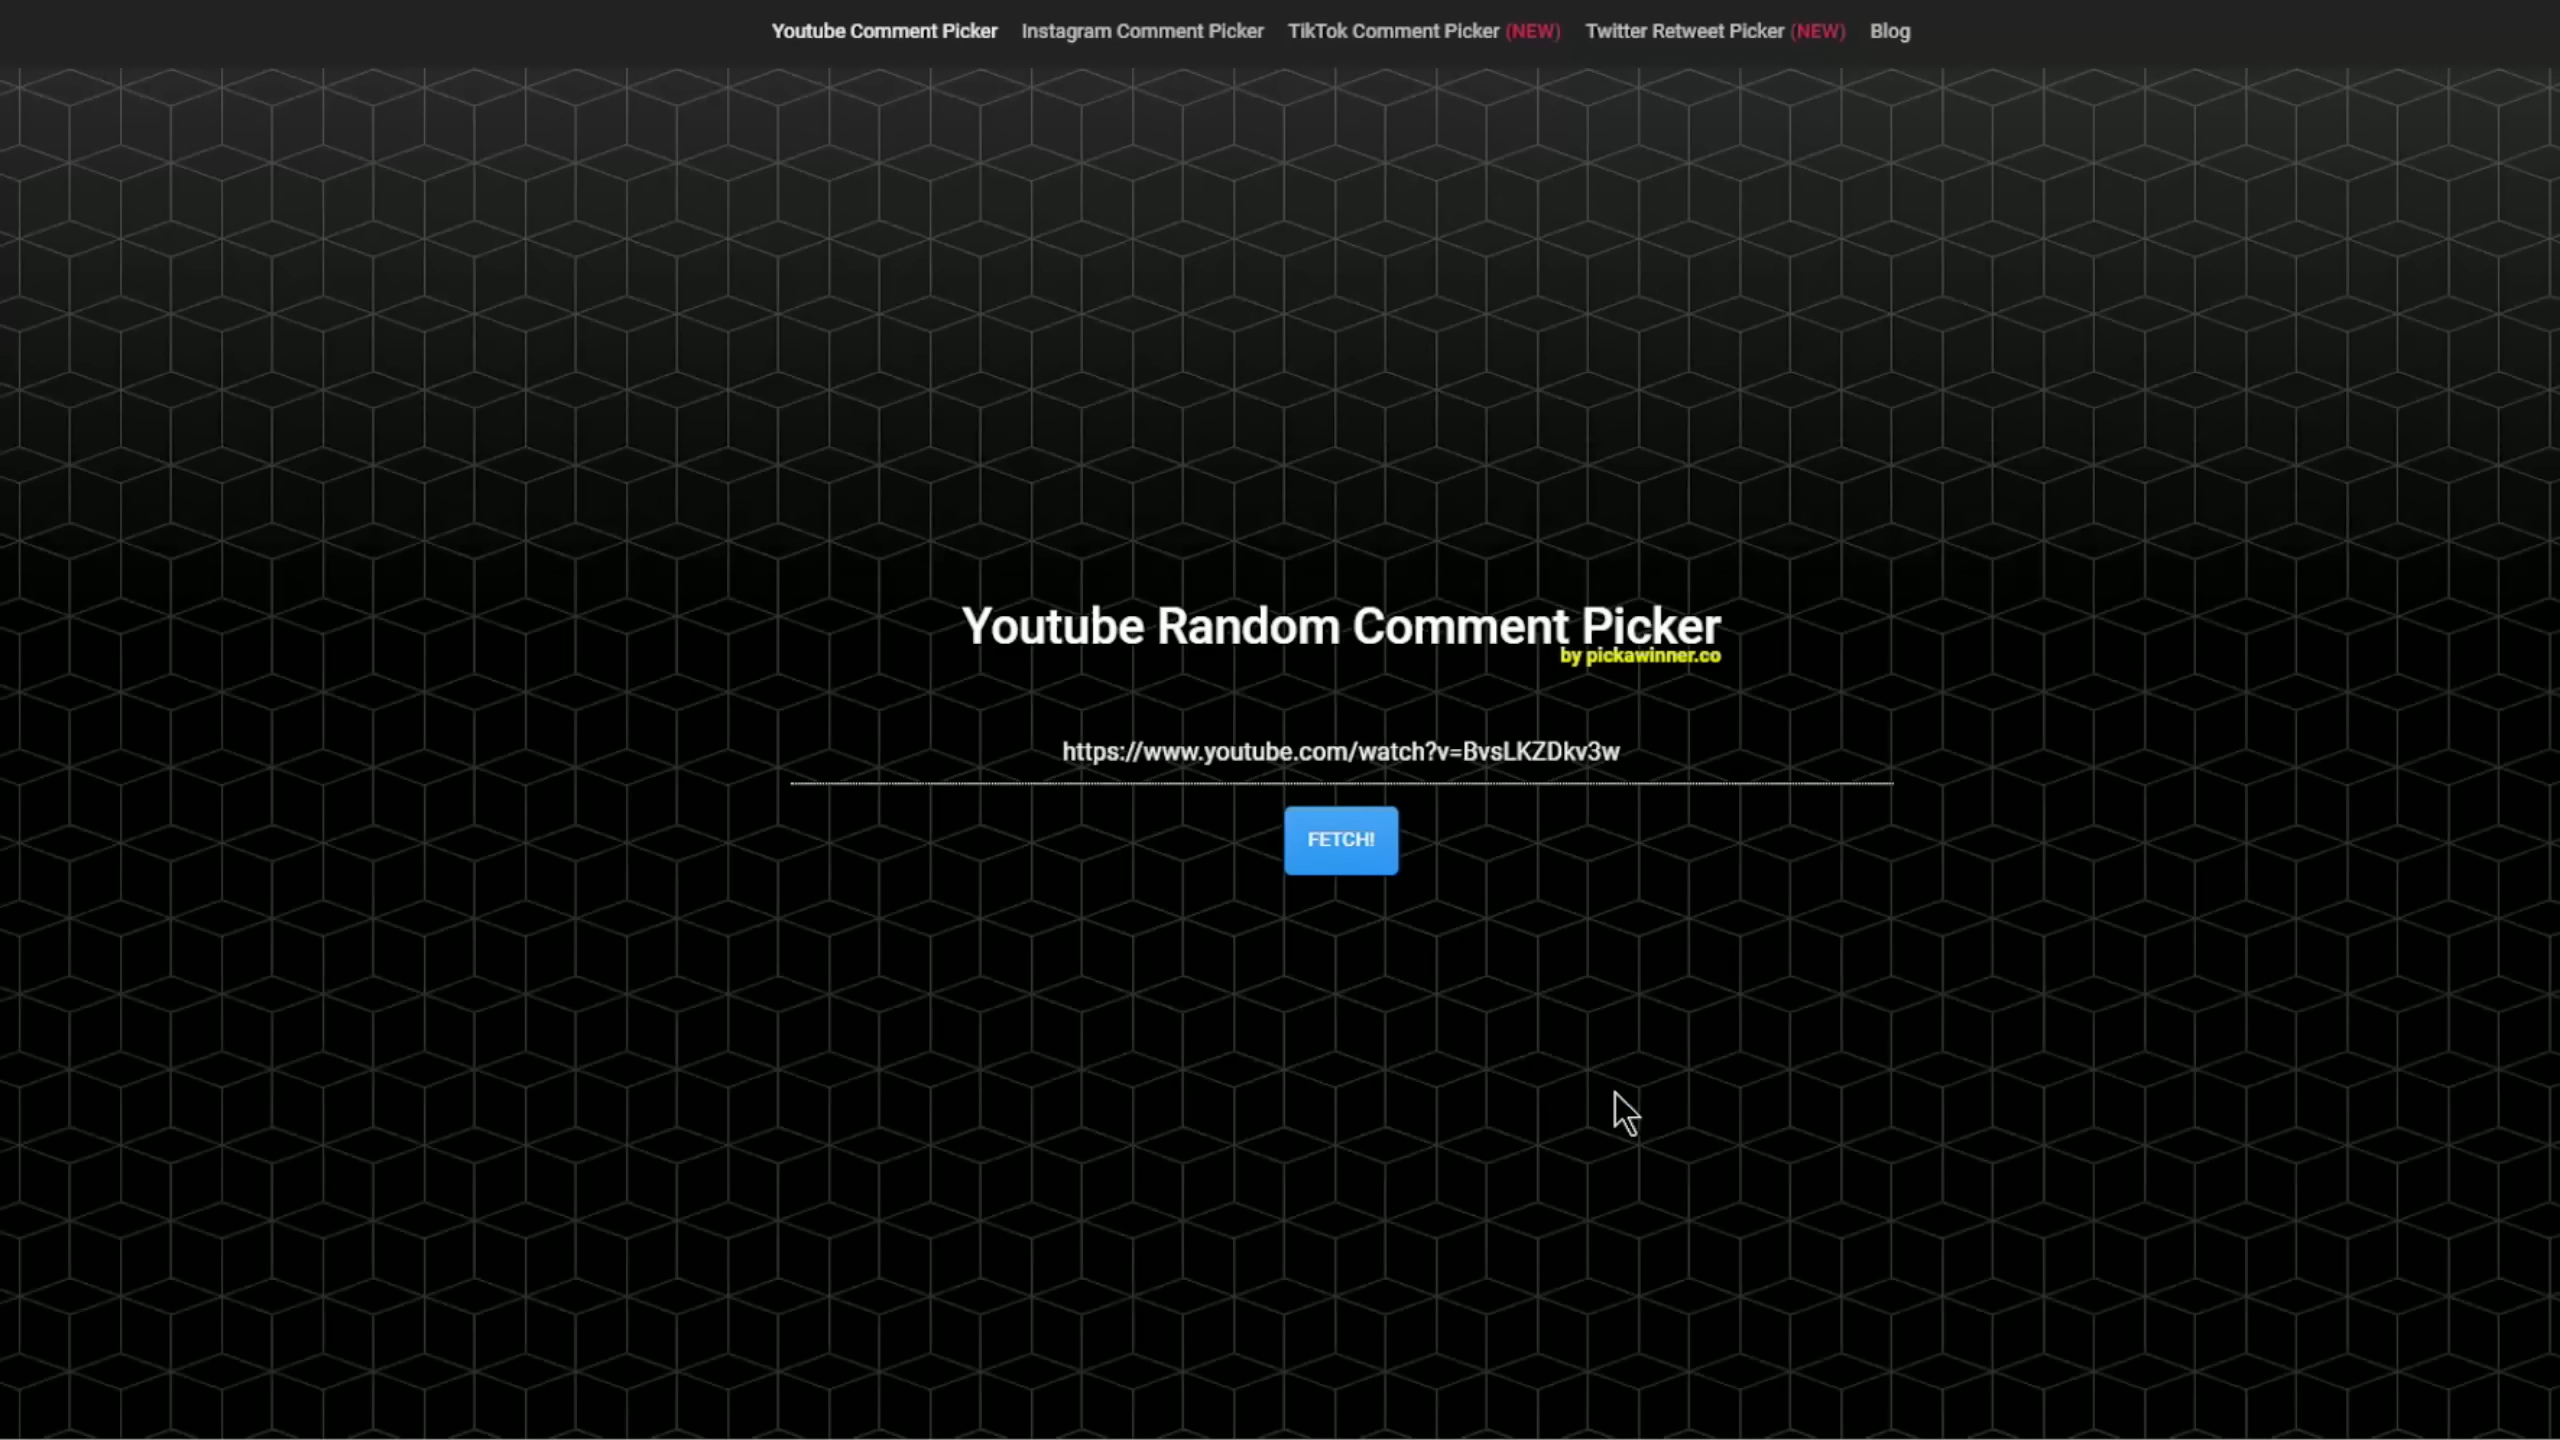 Youtube Comment Picker Instagram Comment Picker TikTok Comment Picker (NEW) Twitter Retweet Picker (NEW) Blog
Youtube Random Comment Picker
by pickawinner.co
https://www.youtube.com/watch?v=BvsLKZDkv3w
FETCH!